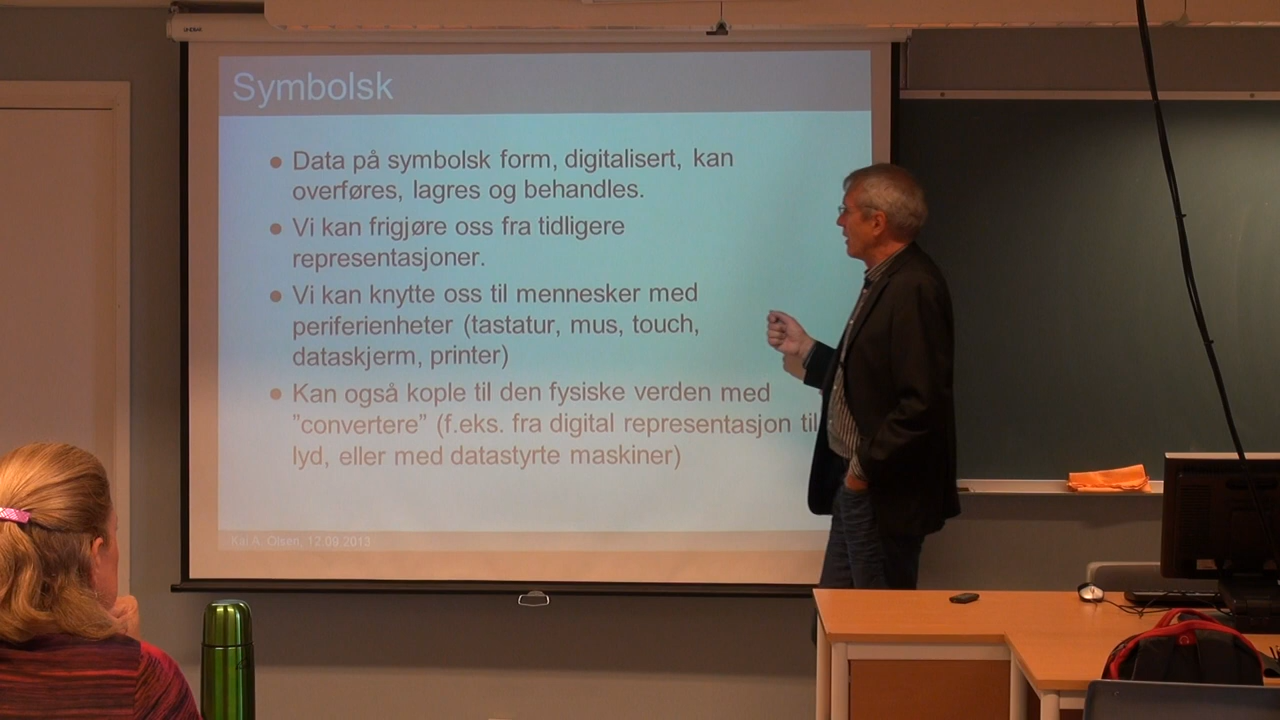 Symbolsk
● Data på symbolsk form, digitalisert, kan
overføres, lagres og behandles.
● Vi kan frigjøre oss fra tidligere
representasjoner.
● Vi kan knytte oss til mennesker med
periferienheter (tastatur, mus, touch,
dataskjerm, printer)
● Kan også kople til den fysiske verden med
”convertere” (f.eks. fra digital representasjon til
lyd, eller med datastyrte maskiner)
Kai A. Olsen, 12.09.2013